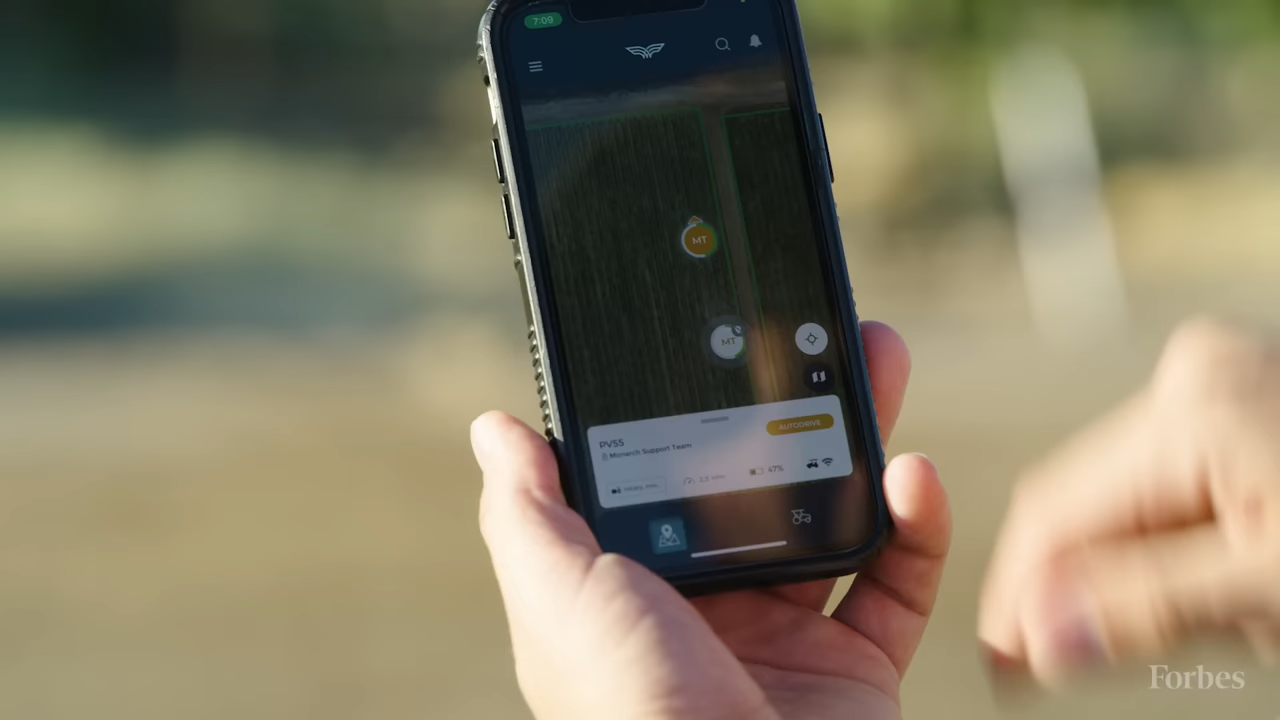 7:09
MT
MT
PV55
AUTODRIVE
Monarch Support Team
47%
Forbes